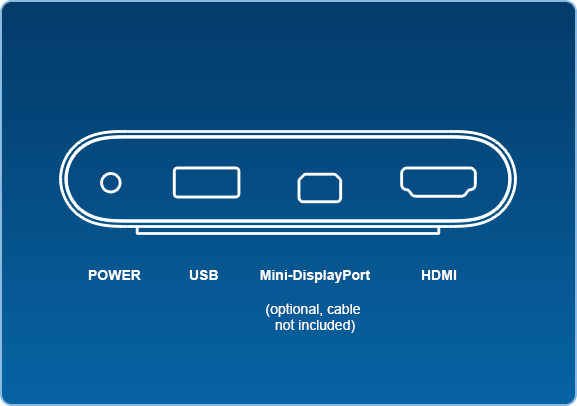 POWER USB Mini-DisplayPort HDMI
(optional, cable
not included)